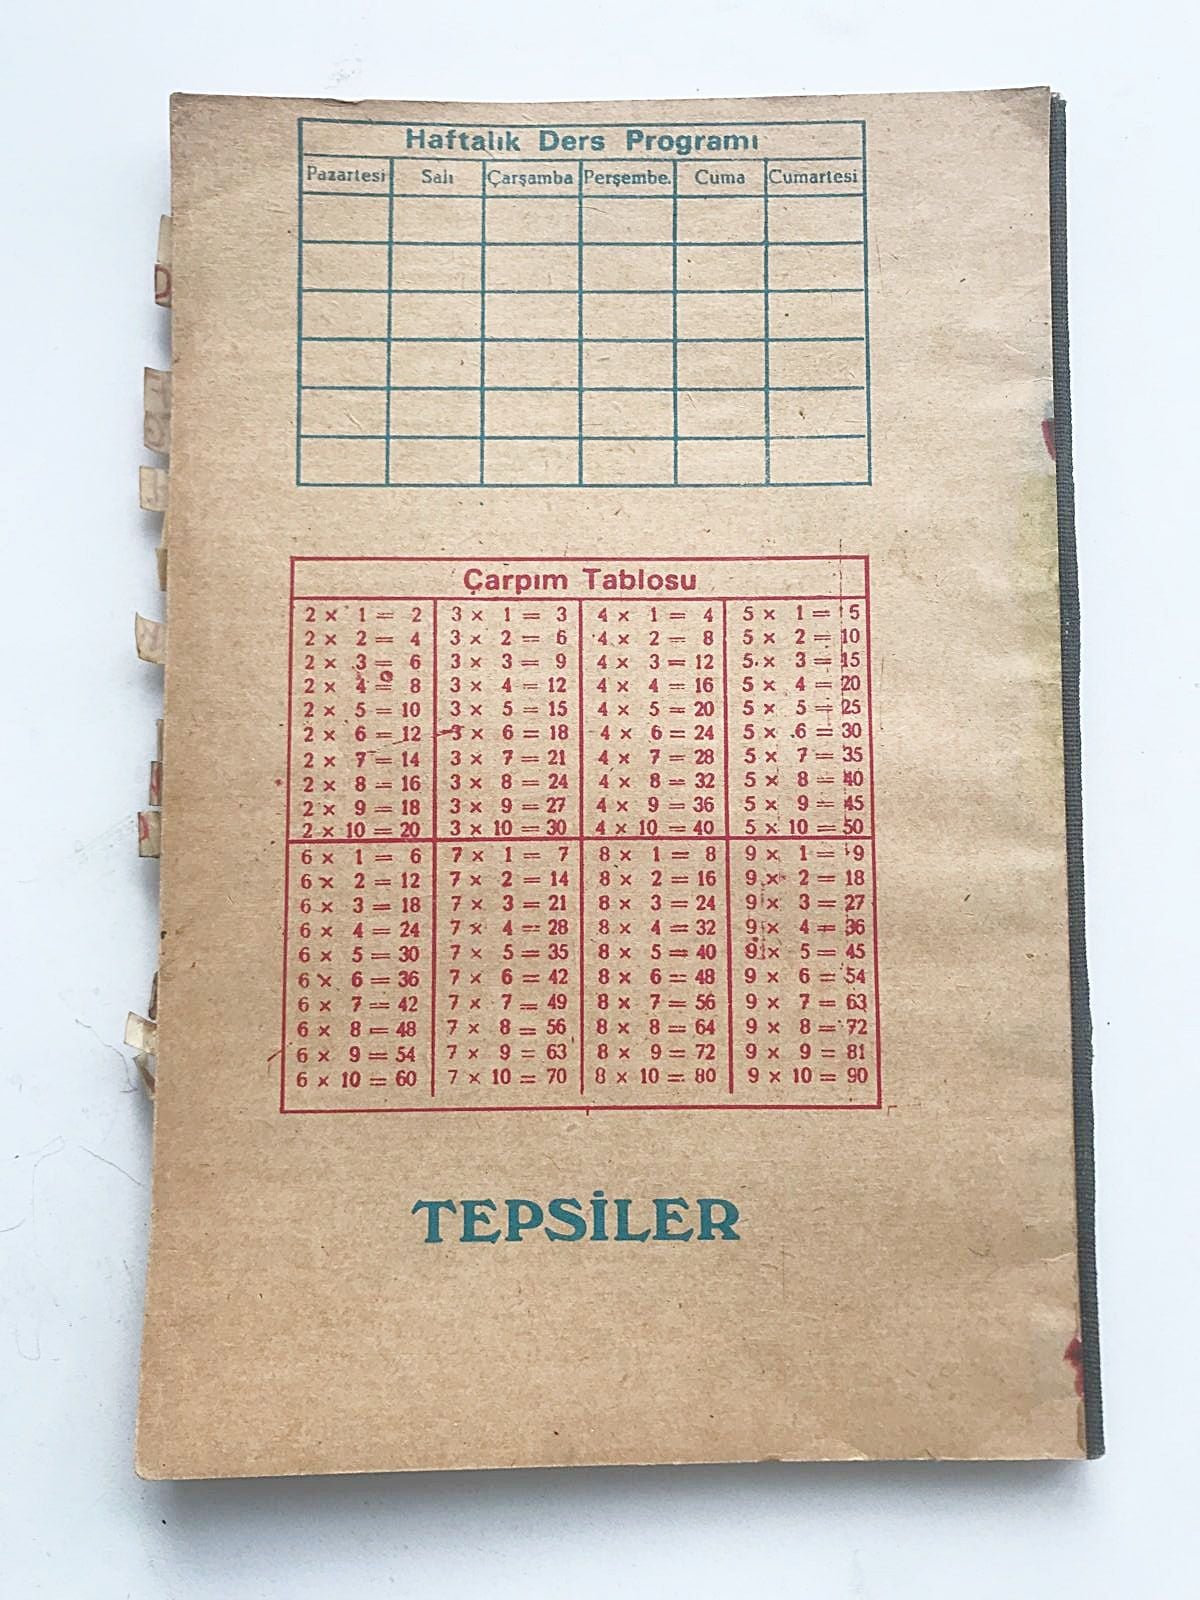 Haftalık Ders Programı
Pazartesi Salı Çarşamba Perşembe. Cuma Cumartesi
Çarpım Tablosu
2 × 1 = 2 3 × 1 = 3 4 × 1 = 4 5 × 1 = 5
2 × 2 = 4 3 × 2 = 6 4 × 2 = 8 5 × 2 = 10
2 × 3 = 6 3 × 3 = 9 4 × 3 = 12 5 × 3 = 15
2 × 4 = 8 3 × 4 = 12 4 × 4 = 16 5 × 4 = 20
2 × 5 = 10 3 × 5 = 15 4 × 5 = 20 5 × 5 = 25
2 × 6 = 12 3 × 6 = 18 4 × 6 = 24 5 × 6 = 30
2 × 7 = 14 3 × 7 = 21 4 × 7 = 28 5 × 7 = 35
2 × 8 = 16 3 × 8 = 24 4 × 8 = 32 5 × 8 = 40
2 × 9 = 18 3 × 9 = 27 4 × 9 = 36 5 × 9 = 45
2 × 10 = 20 3 × 10 = 30 4 × 10 = 40 5 × 10 = 50
6 × 1 = 6 7 × 1 = 7 8 × 1 = 8 9 × 1 = 9
6 × 2 = 12 7 × 2 = 14 8 × 2 = 16 9 × 2 = 18
6 × 3 = 18 7 × 3 = 21 8 × 3 = 24 9 × 3 = 27
6 × 4 = 24 7 × 4 = 28 8 × 4 = 32 9 × 4 = 36
6 × 5 = 30 7 × 5 = 35 8 × 5 = 40 9 × 5 = 45
6 × 6 = 36 7 × 6 = 42 8 × 6 = 48 9 × 6 = 54
6 × 7 = 42 7 × 7 = 49 8 × 7 = 56 9 × 7 = 63
6 × 8 = 48 7 × 8 = 56 8 × 8 = 64 9 × 8 = 72
6 × 9 = 54 7 × 9 = 63 8 × 9 = 72 9 × 9 = 81
6 × 10 = 60 7 × 10 = 70 8 × 10 = 80 9 × 10 = 90
TEPSİLER